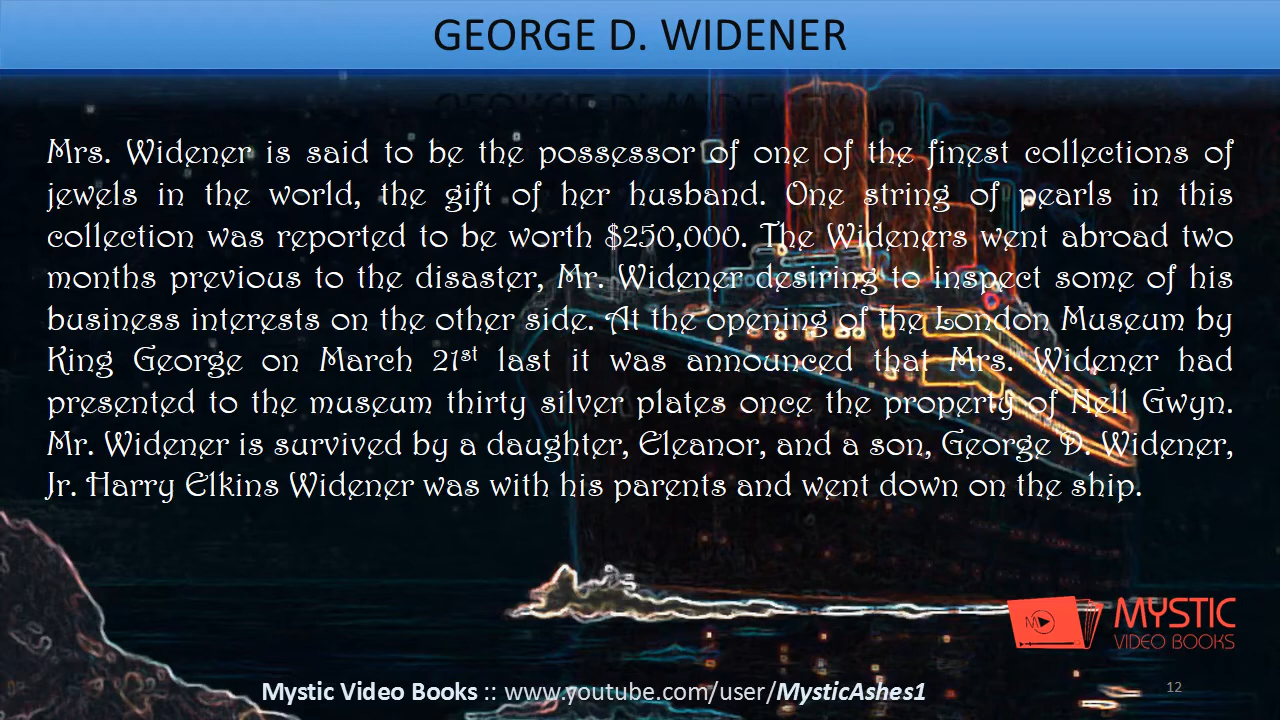 GEORGE D. WIDENER
Mrs. Widener is said to be the possessor of one of the finest collections of
jewels in the world, the gift of her husband. One string of pearls in this
collection was reported to be worth $250,000. The Wideners went abroad two
months previous to the disaster, Mr. Widener desiring to inspect some of his
business interests on the other side. At the opening of the London Museum by
King George on March 21st last it was announced that Mrs. Widener had
presented to the museum thirty silver plates once the property of Nell Gwyn.
Mr. Widener is survived by a daughter, Eleanor, and a son, George D. Widener,
Jr. Harry Elkins Widener was with his parents and went down on the ship.
MYSTIC
VIDEO BOOKS
Mystic Video Books :: www.youtube.com/user/MysticAshes1
12